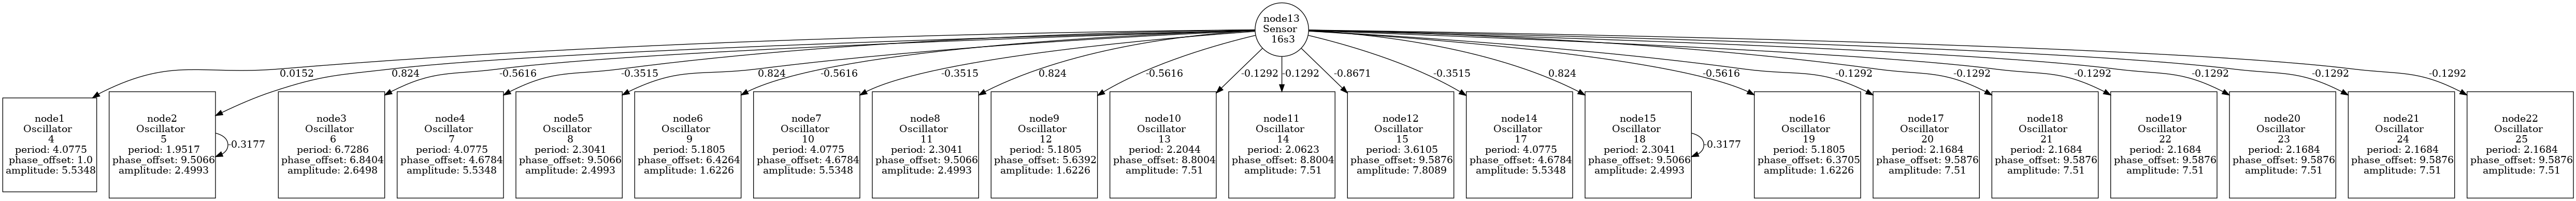 node13
Sensor
16s3
0.0152
0.824
-0.5616
-0.3515
0.824
-0.5616
-0.3515
0.824
-0.5616
-0.1292
-0.1292
-0.8671
-0.3515
0.824
-0.5616
-0.1292
-0.1292
-0.1292
-0.1292
-0.1292
-0.1292
node1
Oscillator
4
period: 4.0775
phase_offset: 1.0
amplitude: 5.5348
node2
Oscillator
5
period: 1.9517
phase_offset: 9.5066
amplitude: 2.4993
-0.3177
node3
Oscillator
6
period: 6.7286
phase_offset: 6.8404
amplitude: 2.6498
node4
Oscillator
7
period: 4.0775
phase_offset: 4.6784
amplitude: 5.5348
node5
Oscillator
8
period: 2.3041
phase_offset: 9.5066
amplitude: 2.4993
node6
Oscillator
9
period: 5.1805
phase_offset: 6.4264
amplitude: 1.6226
node7
Oscillator
10
period: 4.0775
phase_offset: 4.6784
amplitude: 5.5348
node8
Oscillator
11
period: 2.3041
phase_offset: 9.5066
amplitude: 2.4993
node9
Oscillator
12
period: 5.1805
phase_offset: 5.6392
amplitude: 1.6226
node10
Oscillator
13
period: 2.2044
phase_offset: 8.8004
amplitude: 7.51
node11
Oscillator
14
period: 2.0623
phase_offset: 8.8004
amplitude: 7.51
node12
Oscillator
15
period: 3.6105
phase_offset: 9.5876
amplitude: 7.8089
node14
Oscillator
17
period: 4.0775
phase_offset: 4.6784
amplitude: 5.5348
node15
Oscillator
18
period: 2.3041
phase_offset: 9.5066
amplitude: 2.4993
-0.3177
node16
Oscillator
19
period: 5.1805
phase_offset: 6.3705
amplitude: 1.6226
node17
Oscillator
20
period: 2.1684
phase_offset: 9.5876
amplitude: 7.51
node18
Oscillator
21
period: 2.1684
phase_offset: 9.5876
amplitude: 7.51
node19
Oscillator
22
period: 2.1684
phase_offset: 9.5876
amplitude: 7.51
node20
Oscillator
23
period: 2.1684
phase_offset: 9.5876
amplitude: 7.51
node21
Oscillator
24
period: 2.1684
phase_offset: 9.5876
amplitude: 7.51
node22
Oscillator
25
period: 2.1684
phase_offset: 9.5876
amplitude: 7.51